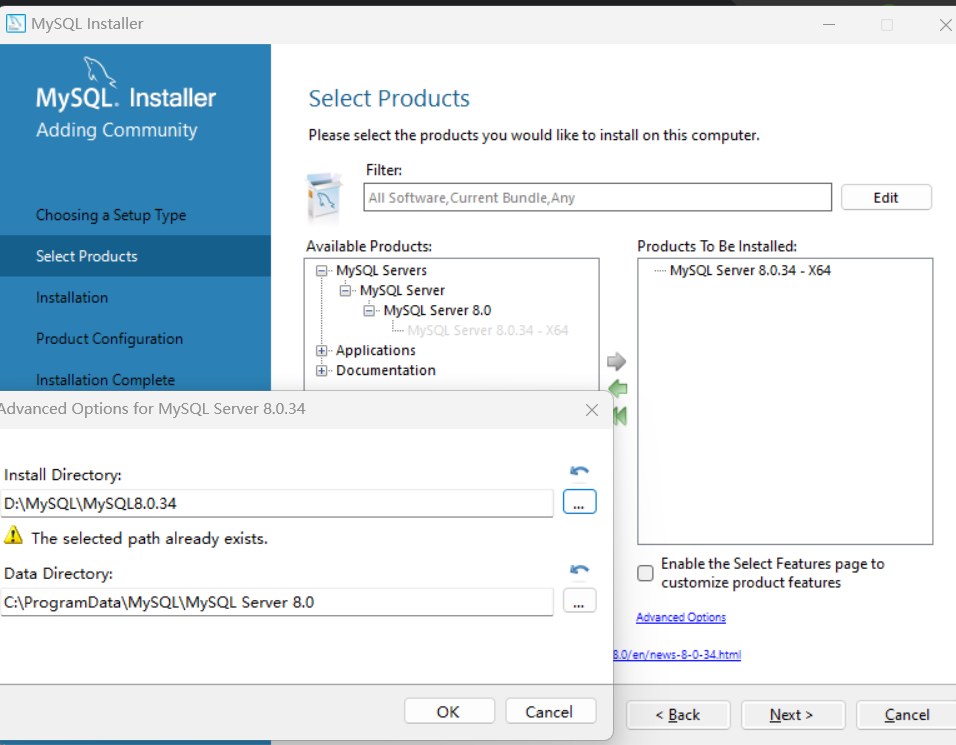 MySQL Installer
MySQL. Installer
Adding Community
Choosing a Setup Type
Select Products
Installation
Product Configuration
Installation Complete
Select Products
Please select the products you would like to install on this computer.
Filter:
All Software,Current Bundle,Any
Edit
Available Products:
MySQL Servers
MySQL Server
MySQL Server 8.0
MySQL Server 8.0.34 - X64
Applications
Documentation
Products To Be Installed:
MySQL Server 8.0.34 - X64
Enable the Select Features page to
customize product features
Advanced Options
8.0/en/news-8-0-34.html
< Back
Next >
Cancel
Advanced Options for MySQL Server 8.0.34
Install Directory:
D:\MySQL\MySQL8.0.34
...
The selected path already exists.
Data Directory:
C:\ProgramData\MySQL\MySQL Server 8.0
...
OK
Cancel